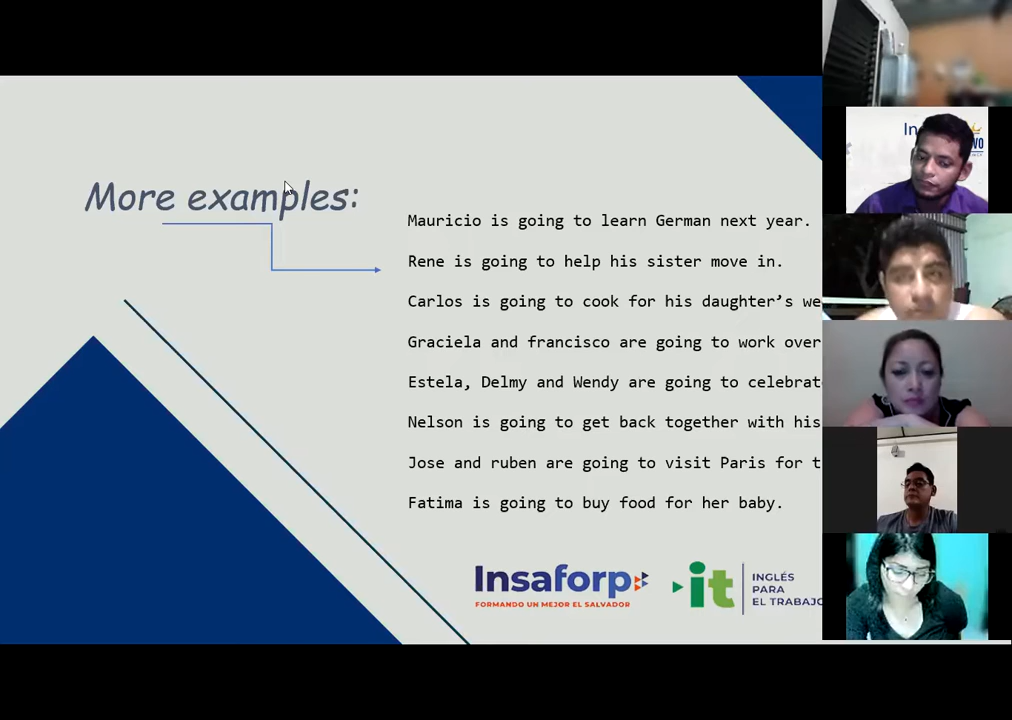 More examples:
Mauricio is going to learn German next year.
Rene is going to help his sister move in.
Carlos is going to cook for his daughter’s
Graciela and francisco are going to work over
Estela, Delmy and Wendy are going to
Nelson is going to get back together with his
Jose and ruben are going to visit Paris for
Fatima is going to buy food for her baby.
Insaforp
FORMANDO UN MEJOR EL SALVADOR
it
INGLÉS
PARA
EL TRABAJO